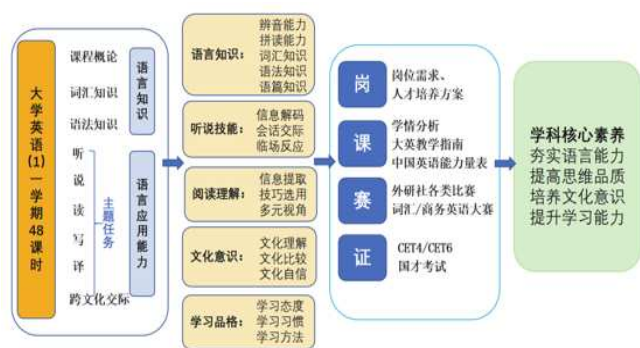 大学英语(1)一学期48课时
课程概论
词汇知识
语法知识
听
说
读
写
译
跨文化交际
主题任务
语言知识
语言应用能力
语言知识：
辨音能力
拼读能力
词汇知识
语法知识
语篇知识
听说技能：
信息解码
会话交际
临场反应
阅读理解：
信息提取
技巧选用
多元视角
文化意识：
文化理解
文化比较
文化自信
学习品格：
学习态度
学习习惯
学习方法
岗
岗位需求、
人才培养方案
课
学情分析
大英教学指南
中国英语能力量表
赛
外研社各类比赛
词汇/商务英语大赛
证
CET4/CET6
国才考试
学科核心素养
夯实语言能力
提高思维品质
培养文化意识
提升学习能力